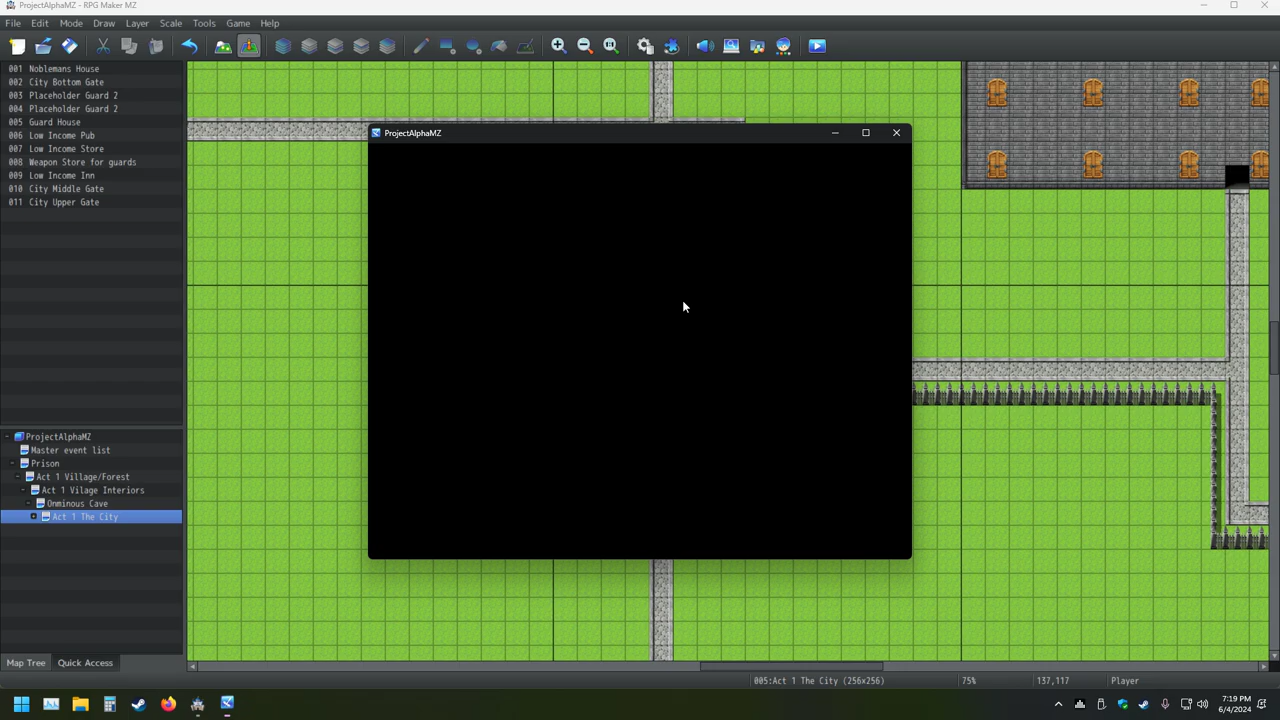 ProjectAlphaMZ - RPG Maker MZ
File Edit Mode Draw Layer Scale Tools Game Help
001 Noblemans House
002 City Bottom Gate
003 Placeholder Guard 2
004 Placeholder Guard 2
005 Guard House
006 Low Income Pub
007 Low Income Store
008 Weapon Store for guards
009 Low Income Inn
010 City Middle Gate
011 City Upper Gate
ProjectAlphaMZ
ProjectAlphaMZ
Master event list
Prison
Act 1 Village/Forest
Act 1 Vilage Interiors
Onminous Cave
Act 1 The City
Map Tree Quick Access
005:Act 1 The City (256x256) 75% 137,117 Player
7:19 PM
6/4/2024